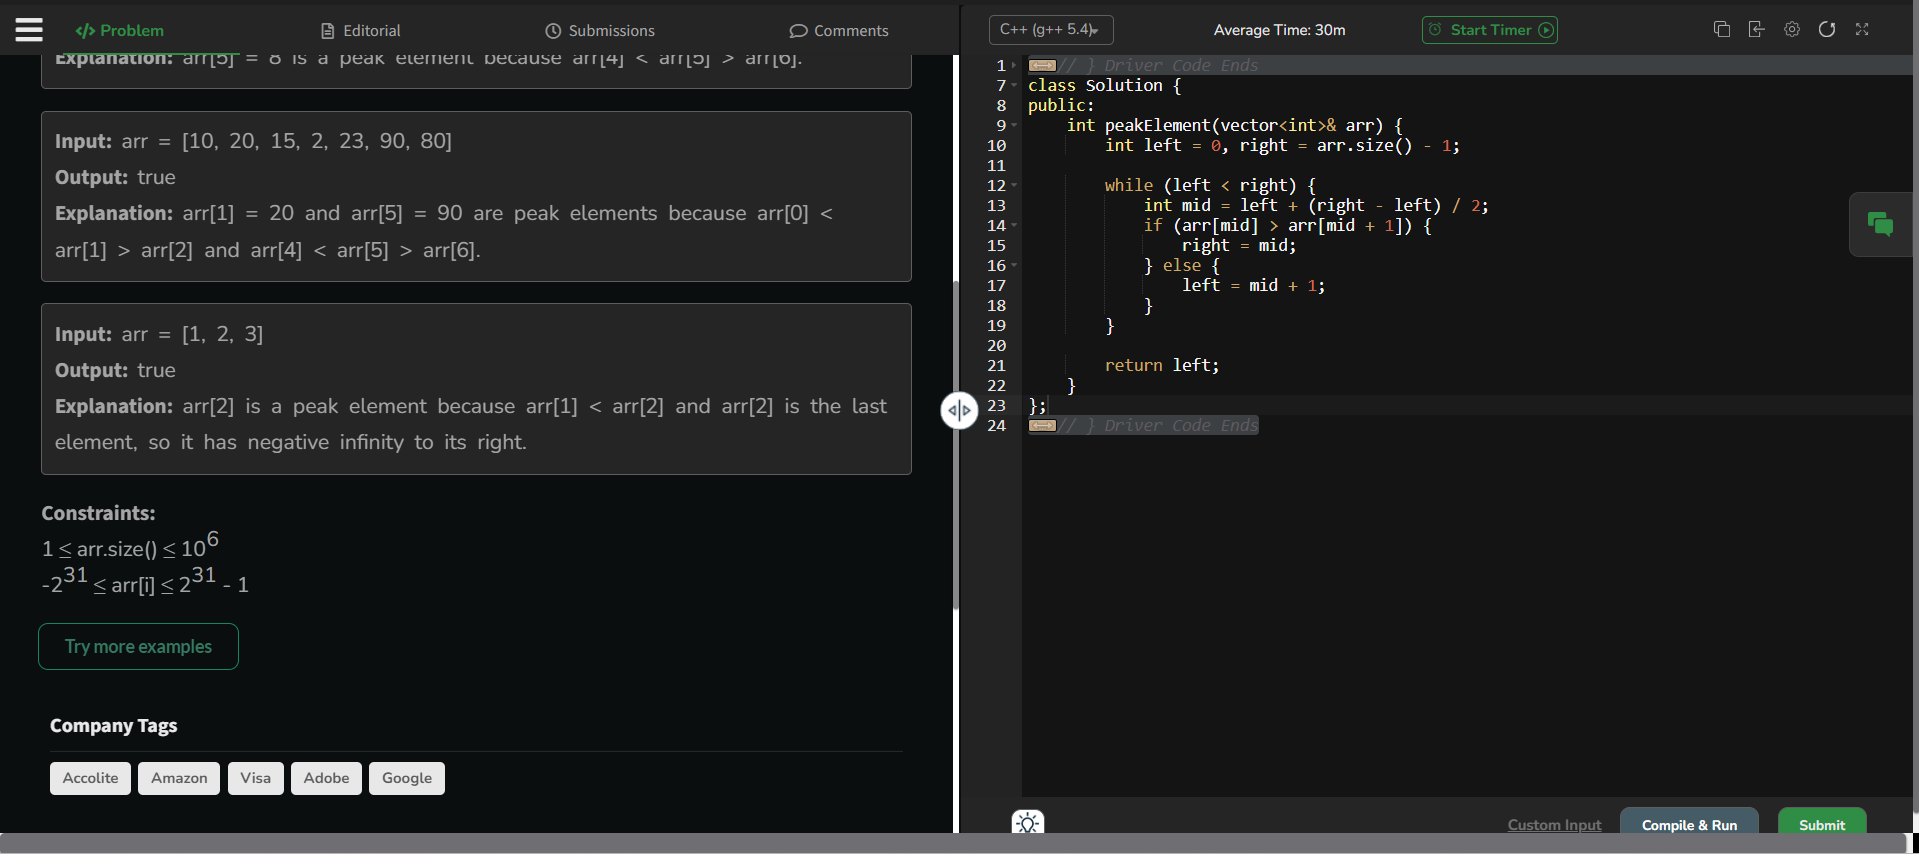 Problem
Editorial
Submissions
Comments
Explanation: arr[5] = 8 is a peak element because arr[4] < arr[5] > arr[6].
Input: arr = [10, 20, 15, 2, 23, 90, 80]
Output: true
Explanation: arr[1] = 20 and arr[5] = 90 are peak elements because arr[0] <
arr[1] > arr[2] and arr[4] < arr[5] > arr[6].
Input: arr = [1, 2, 3]
Output: true
Explanation: arr[2] is a peak element because arr[1] < arr[2] and arr[2] is the last
element, so it has negative infinity to its right.
Constraints:
1 ≤ arr.size() ≤ 10^6
-2^31 ≤ arr[i] ≤ 2^31 - 1
Try more examples
Company Tags
Accolite Amazon Visa Adobe Google
C++ (g++ 5.4)
Average Time: 30m
Start Timer
1 // } Driver Code Ends
7 class Solution {
8 public:
9     int peakElement(vector<int>& arr) {
10         int left = 0, right = arr.size() - 1;
11
12         while (left < right) {
13             int mid = left + (right - left) / 2;
14             if (arr[mid] > arr[mid + 1]) {
15                 right = mid;
16             } else {
17                 left = mid + 1;
18             }
19         }
20
21         return left;
22     }
23 };
24 // } Driver Code Ends
Custom Input
Compile & Run
Submit